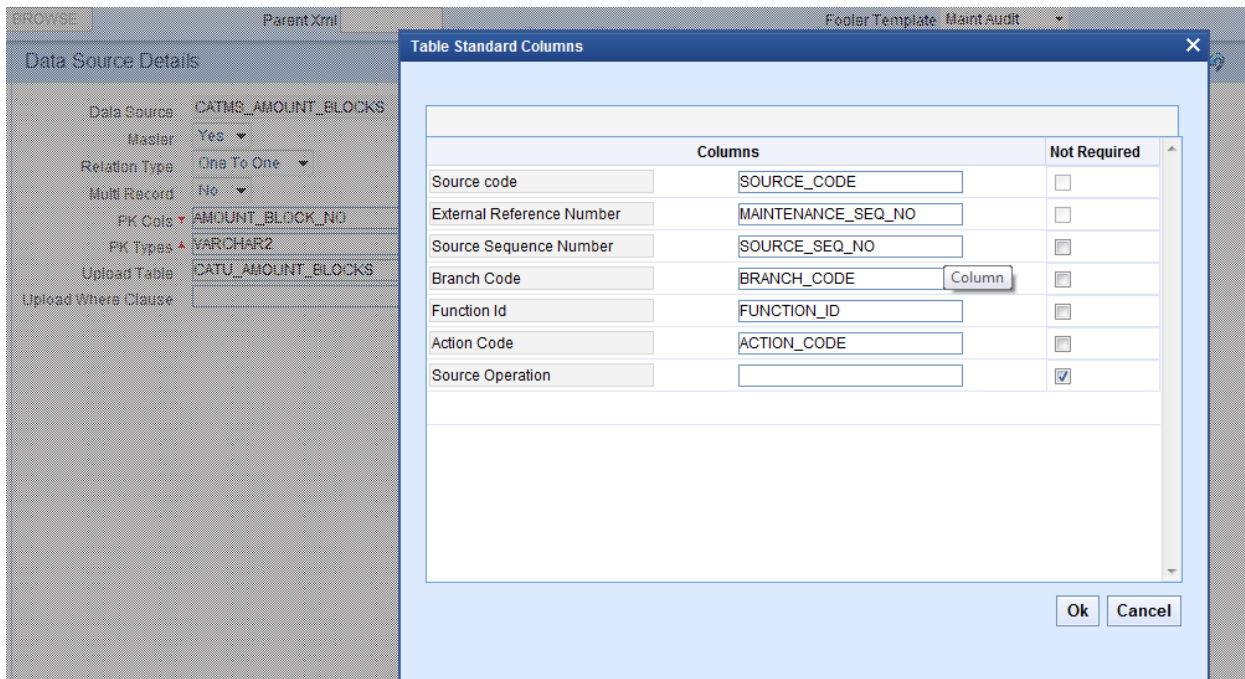 BROWSE Parent Xml Footer Template Maint Audit
Table Standard Columns
Data Source Details
Data Source CATMS_AMOUNT_BLOCKS
Master Yes
Relation Type One To One
Multi Record No
PK Cols * AMOUNT_BLOCK_NO
PK Types * VARCHAR2
Upload Table CATU_AMOUNT_BLOCKS
Upload Where Clause
Columns Not Required
Source code SOURCE_CODE
External Reference Number MAINTENANCE_SEQ_NO
Source Sequence Number SOURCE_SEQ_NO
Branch Code BRANCH_CODE
Column
Function Id FUNCTION_ID
Action Code ACTION_CODE
Source Operation
Ok Cancel